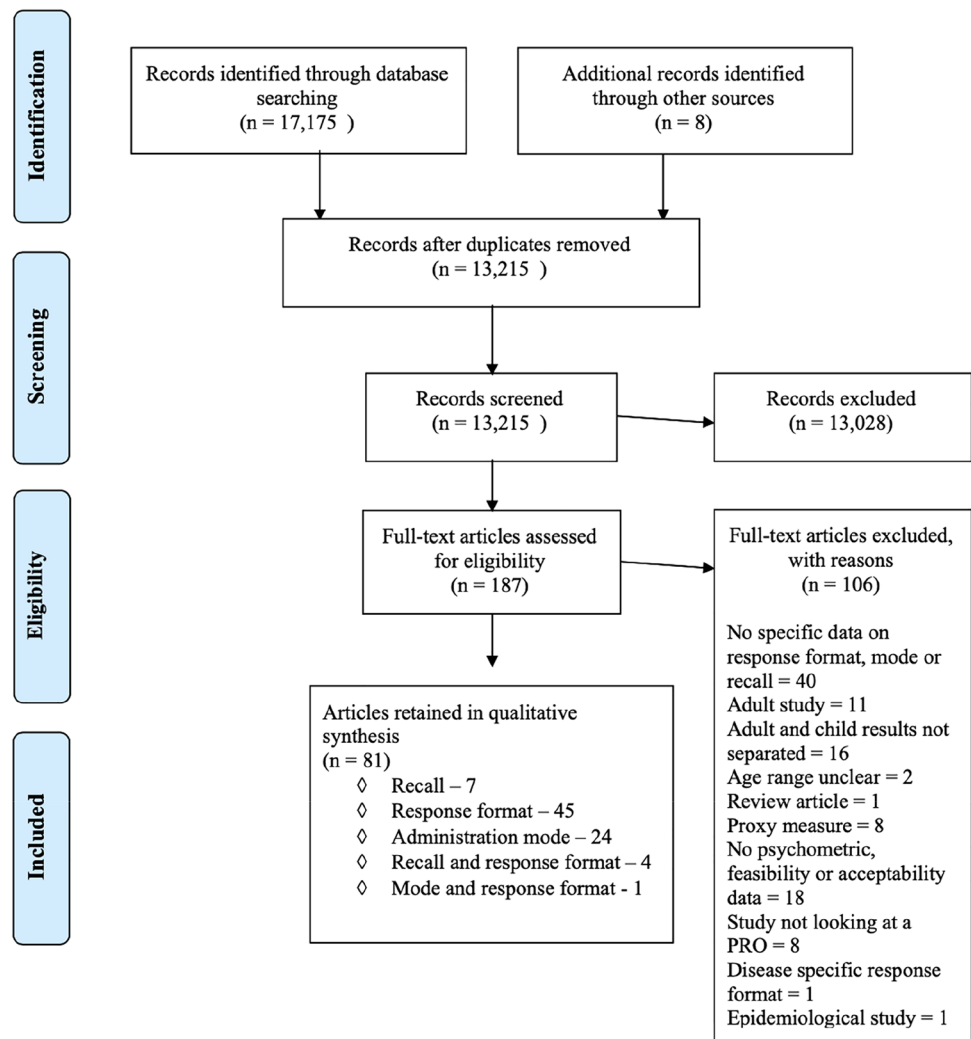 Identification
Records identified through database
searching
(n = 17,175 )
Additional records identified
through other sources
(n = 8)
Screening
Records after duplicates removed
(n = 13,215 )
Records screened
(n = 13,215 )
Records excluded
(n = 13,028)
Eligibility
Full-text articles assessed
for eligibility
(n = 187)
Full-text articles excluded,
with reasons
(n = 106)
No specific data on
response format, mode or
recall = 40
Adult study = 11
Adult and child results not
separated = 16
Age range unclear = 2
Review article = 1
Proxy measure = 8
No psychometric,
feasibility or acceptability
data = 18
Study not looking at a
PRO = 8
Disease specific response
format = 1
Epidemiological study = 1
Included
Articles retained in qualitative
synthesis
(n = 81)
◊ Recall – 7
◊ Response format – 45
◊ Administration mode – 24
◊ Recall and response format – 4
◊ Mode and response format - 1